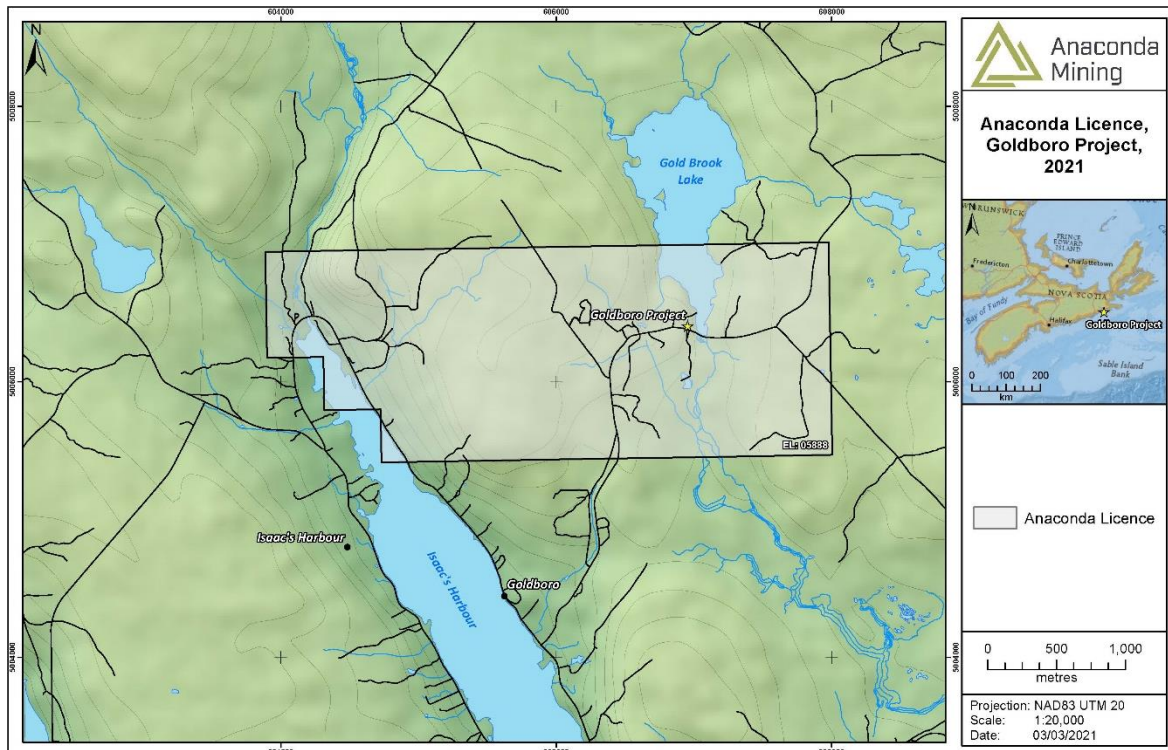 604000
606000
608000
N
5008000
5008000
Gold Brook
Lake
Goldboro Project
5006000
5006000
EL: 05888
Isaac's Harbour
Isaac's Harbour
Goldboro
5004000
5004000
Anaconda
Mining
Anaconda Licence,
Goldboro Project,
2021
N
PRINCE
EDWARD
ISLAND
Fredericton
Charlottetown
NOVA SCOTIA
Bay of Fundy
Halifax
Goldboro Project
Sable Island
Bank
0 100 200
km
Anaconda Licence
0 500 1,000
metres
Projection: NAD83 UTM 20
Scale: 1:20,000
Date: 03/03/2021